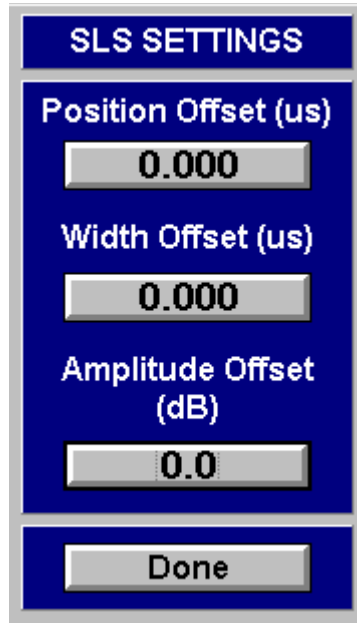 SLS SETTINGS
Position Offset (us)
0.000
Width Offset (us)
0.000
Amplitude Offset
(dB)
0.0
Done